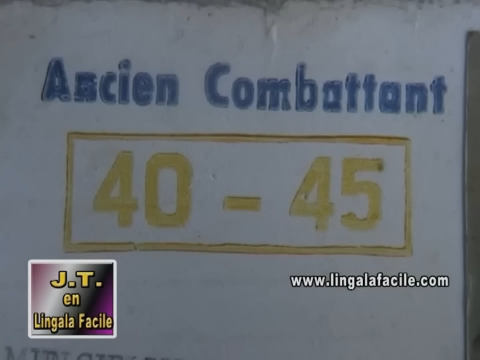 Ancien Combattant
40 - 45
www.lingalafacile.com
J.T.
en
Lingala Facile